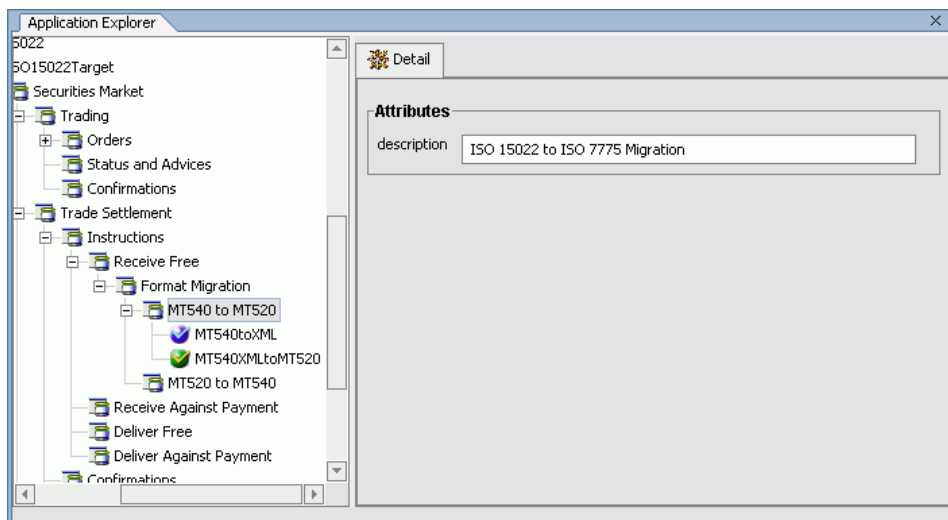 Application Explorer
5022
5O15022Target
Securities Market
Trading
Orders
Status and Advices
Confirmations
Trade Settlement
Instructions
Receive Free
Format Migration
MT540 to MT520
MT540toXML
MT540XMLtoMT520
MT520 to MT540
Receive Against Payment
Deliver Free
Deliver Against Payment
Confirmations
Detail
Attributes
description
ISO 15022 to ISO 7775 Migration